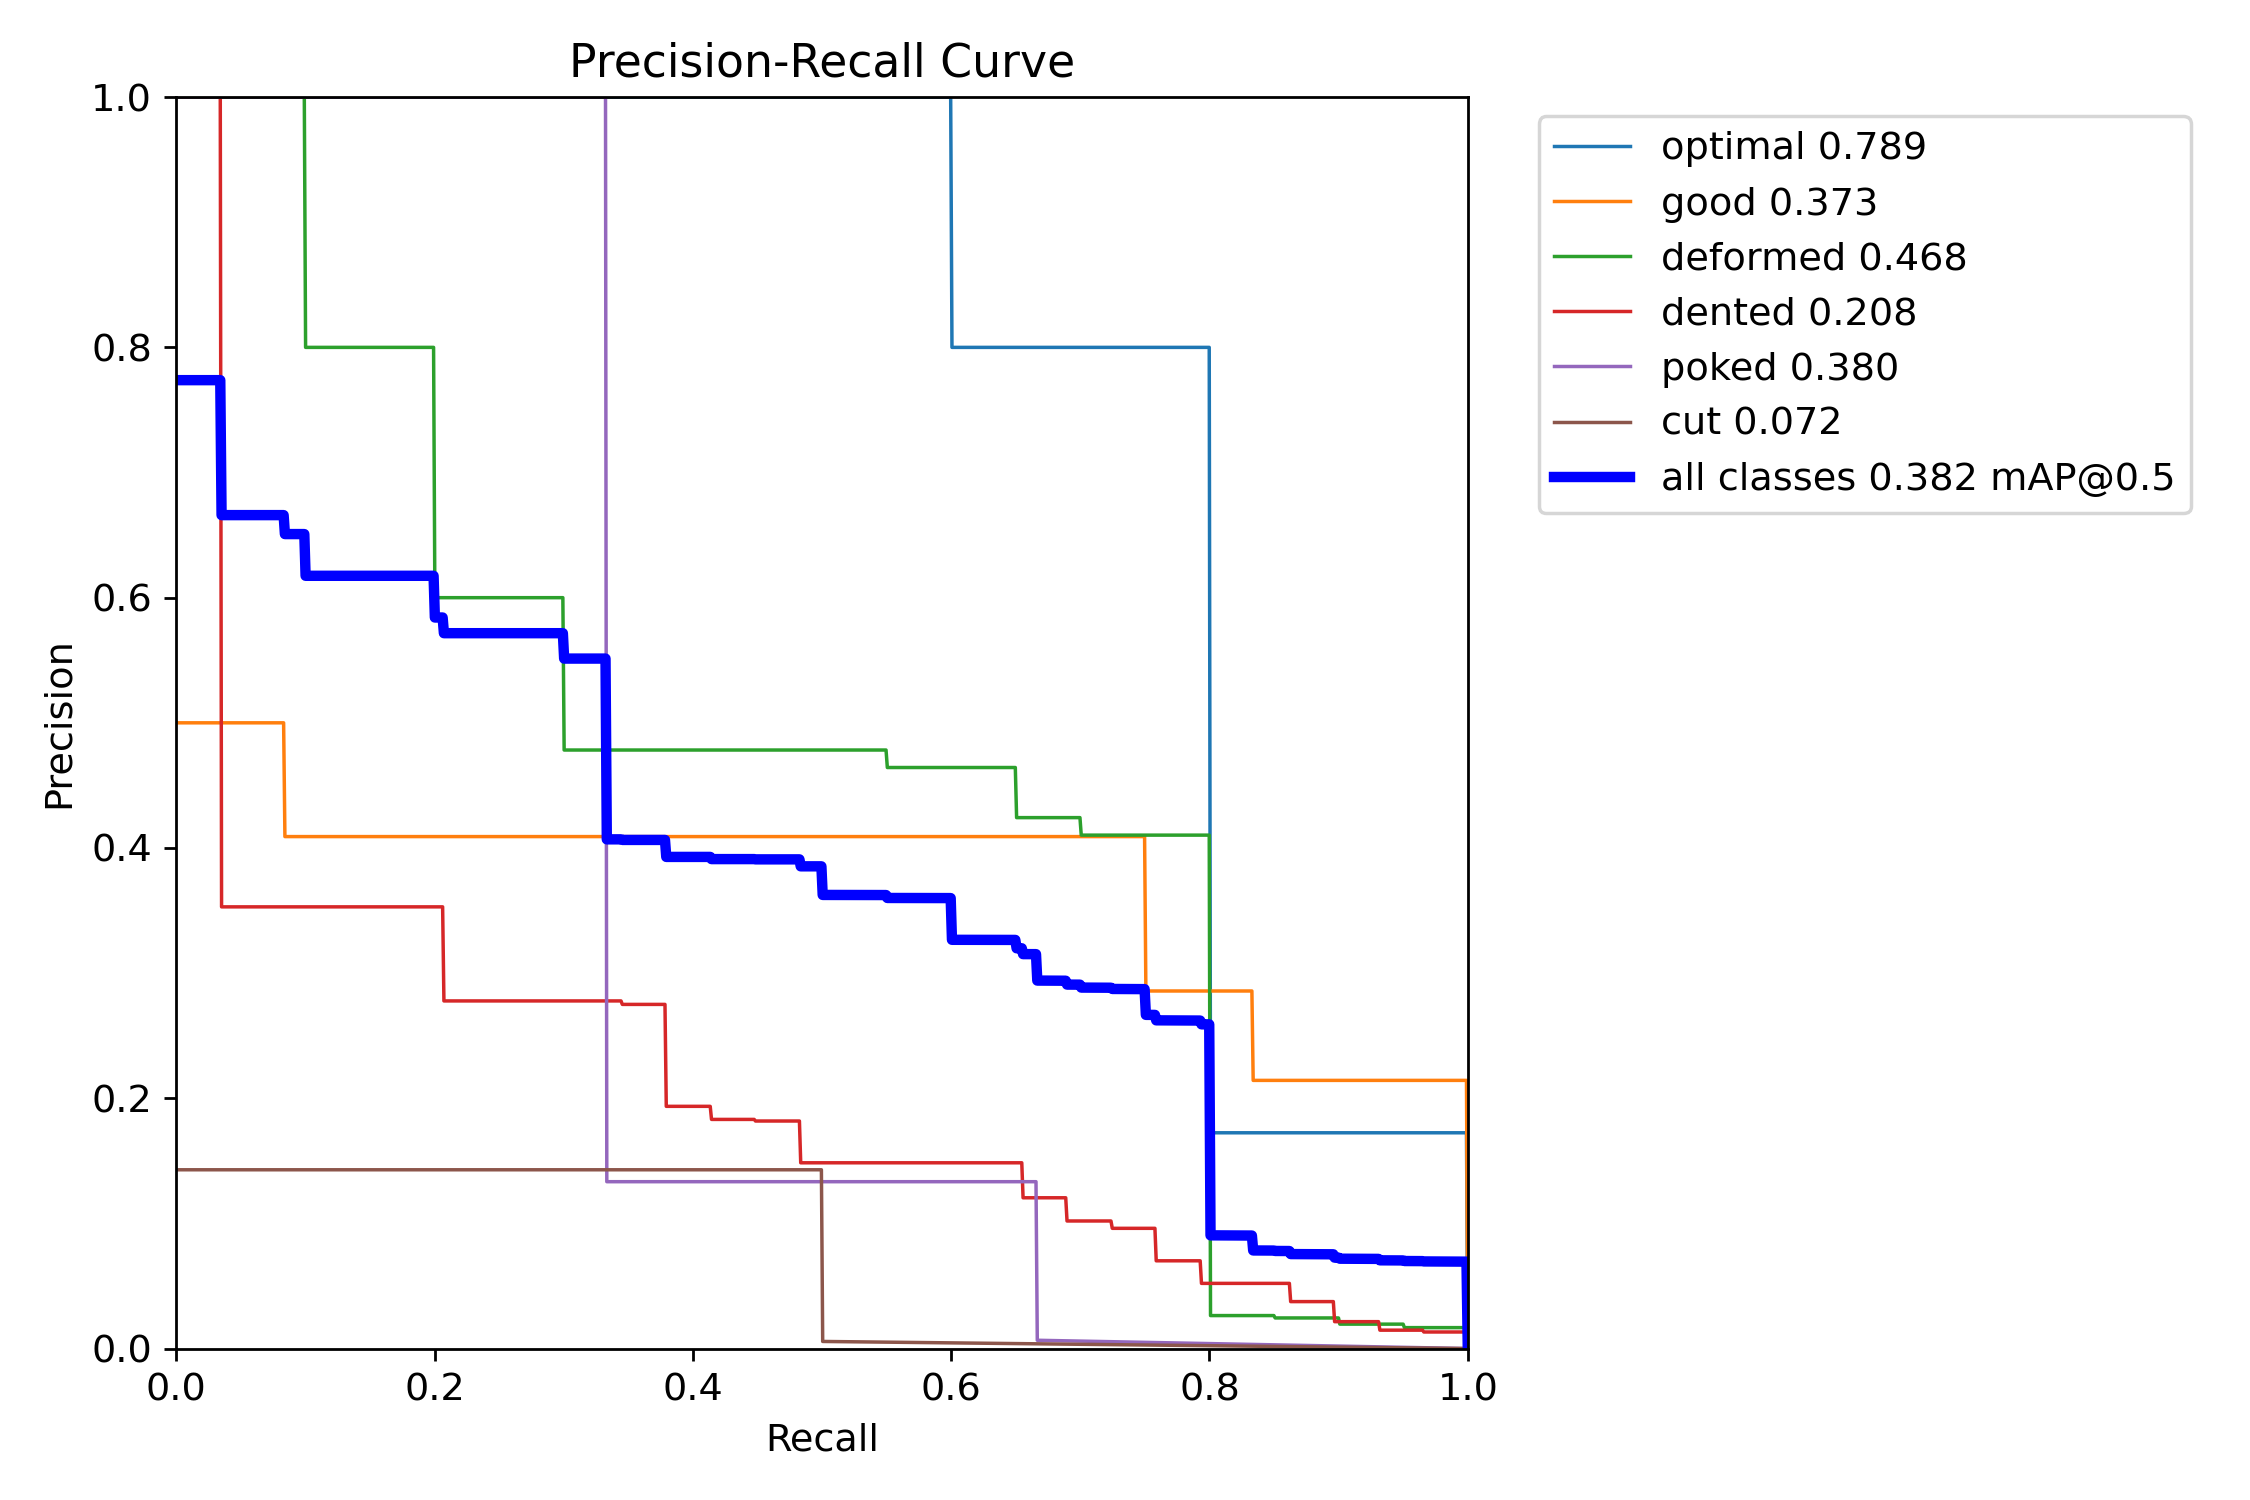 Precision-Recall Curve
1.0
0.8
0.6
0.4
0.2
0.0
Precision
0.0 0.2 0.4 0.6 0.8 1.0
Recall
optimal 0.789
good 0.373
deformed 0.468
dented 0.208
poked 0.380
cut 0.072
all classes 0.382 mAP@0.5